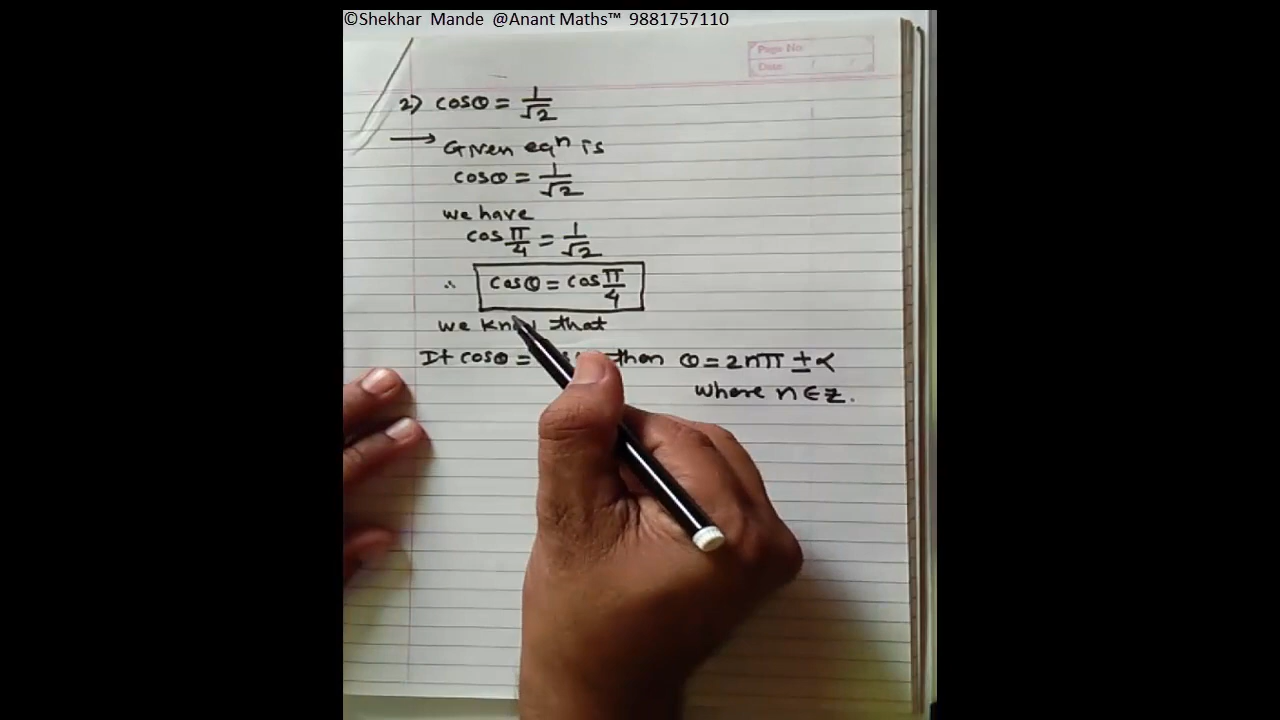 ©Shekhar Mande @Anant Maths™ 9881757110
Page No:
Date: / /
2) cosθ = 1/√2
→ Given eqⁿ is
cosθ = 1/√2
we have
cos π/4 = 1/√2
∴ cosθ = cos π/4
we know that
If cosθ = then θ = 2nπ ± α
where n ∈ Z.